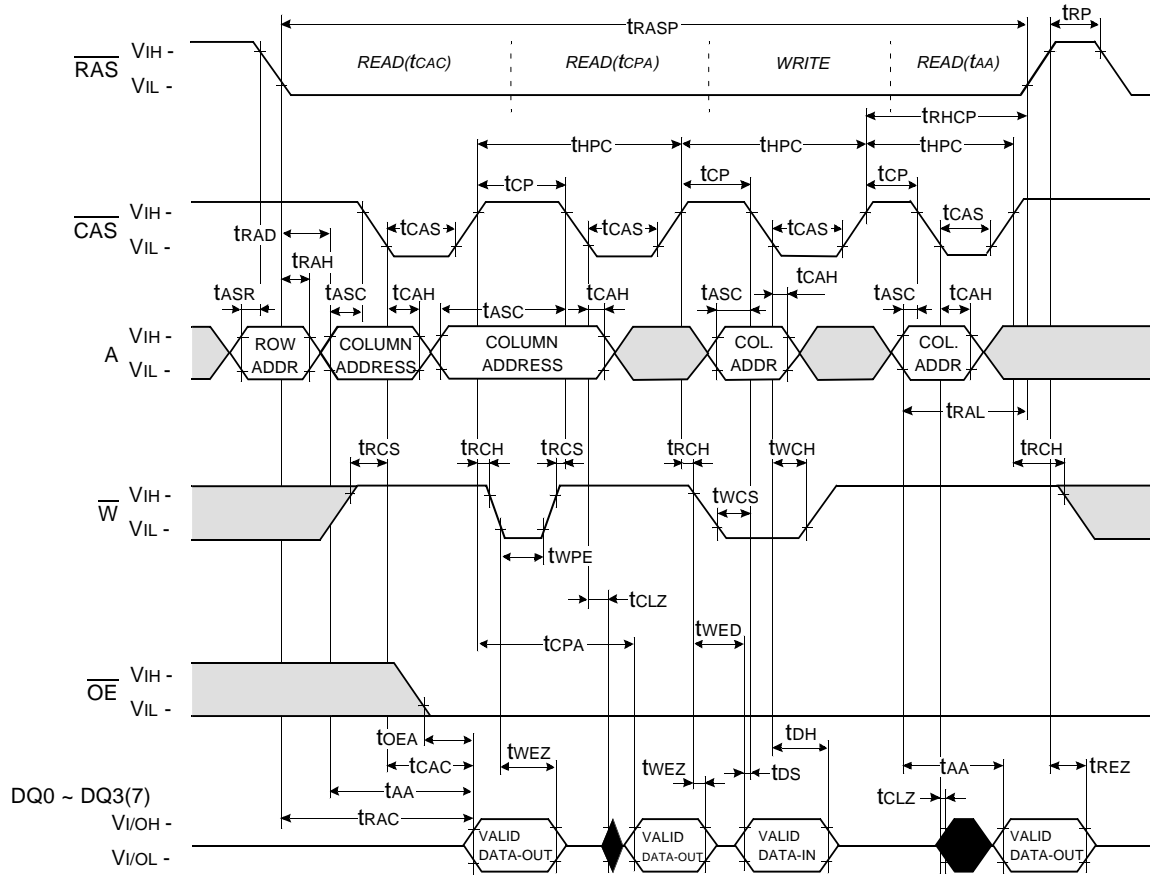 tRASP
tRP
RAS
VIH -
VIL -
READ(tCAC)
READ(tCPA)
WRITE
READ(tAA)
tRHCP
tHPC
tHPC
tHPC
tCP
tCP
tCP
CAS
VIH -
VIL -
tCAS
tCAS
tCAS
tCAS
tRAD
tRAH
tASR
tASC
tCAH
tASC
tCAH
tASC
tCAH
tASC
tCAH
A
VIH -
VIL -
ROW
ADDR
COLUMN
ADDRESS
COLUMN
ADDRESS
COL.
ADDR
COL.
ADDR
tRAL
tRCS
tRCH
tRCS
tRCH
tWCH
tRCH
W
VIH -
VIL -
tWCS
tWPE
tCLZ
tCPA
tWED
OE
VIH -
VIL -
tOEA
tCAC
tAA
tRAC
tWEZ
tWEZ
tDH
tDS
tCLZ
tAA
tREZ
DQ0 ~ DQ3(7)
VI/OH -
VI/OL -
VALID
DATA-OUT
VALID
DATA-OUT
VALID
DATA-IN
VALID
DATA-OUT